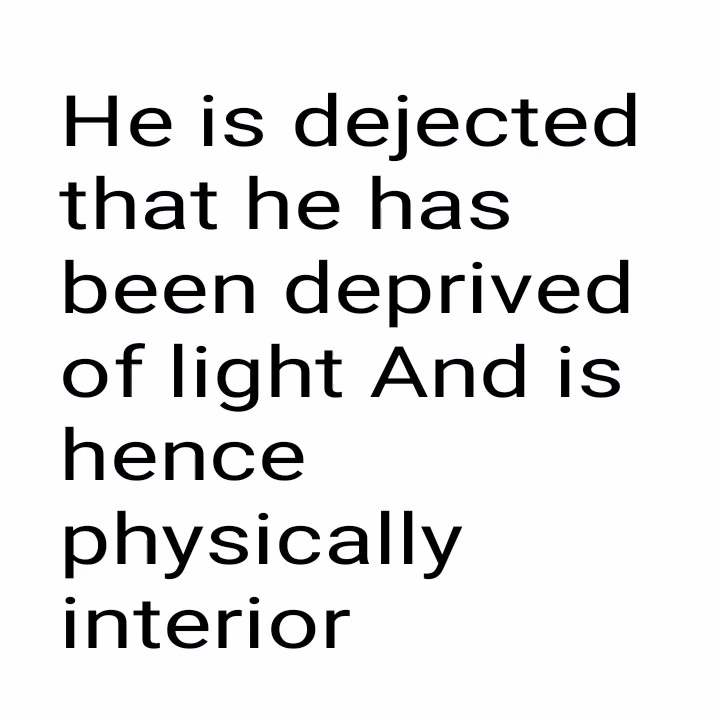 He is dejected
that he has
been deprived
of light And is
hence
physically
interior